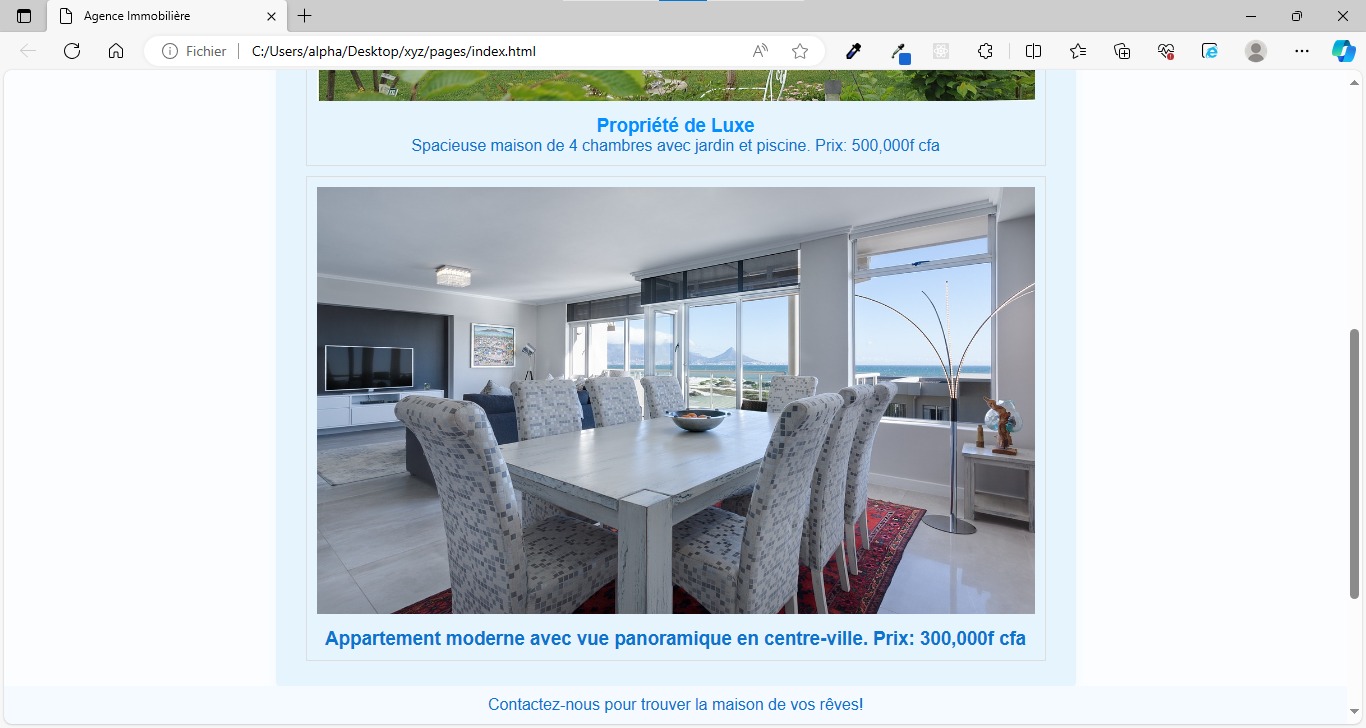 Agence Immobilière
Fichier
C:/Users/alpha/Desktop/xyz/pages/index.html
Propriété de Luxe
Spacieuse maison de 4 chambres avec jardin et piscine. Prix: 500,000f cfa
Appartement moderne avec vue panoramique en centre-ville. Prix: 300,000f cfa
Contactez-nous pour trouver la maison de vos rêves!